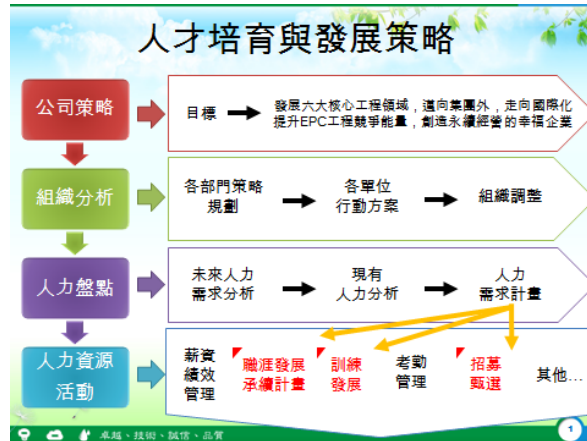 人才培育與發展策略
公司策略
目標
發展六大核心工程領域，邁向集團外，走向國際化
提升EPC工程競爭能量，創造永續經營的幸福企業
組織分析
各部門策略
規劃
各單位
行動方案
組織調整
人力盤點
未來人力
需求分析
現有
人力分析
人力
需求計畫
人力資源
活動
薪資
績效
管理
職涯發展
承續計畫
訓練
發展
考勤
管理
招募
甄選
其他...
卓越、技術、誠信、品質
1